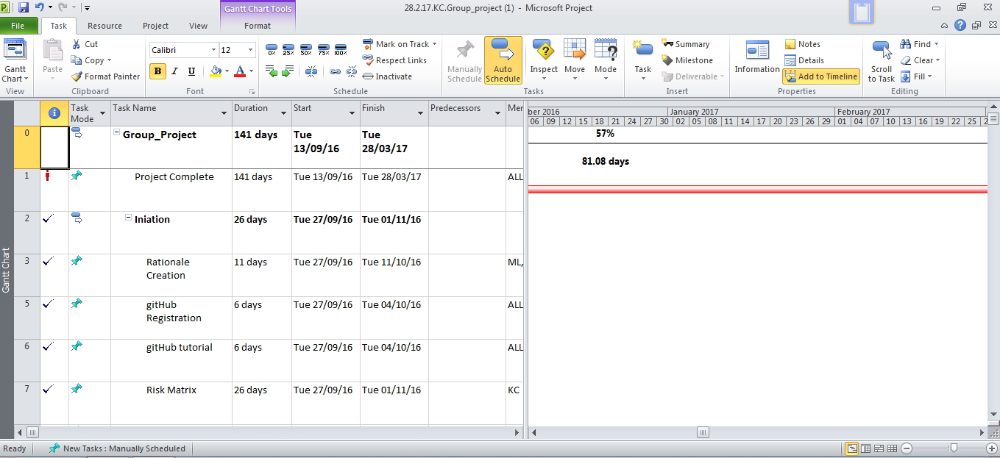 28.2.17.KC.Group_project (1) - Microsoft Project
Gantt Chart Tools
File Task Resource Project View Format
Gantt Chart
View
Paste
Cut
Copy
Format Painter
Clipboard
Calibri 12
B I U A
Font
0% 25% 50% 75% 100%
Mark on Track
Respect Links
Inactivate
Schedule
Manually Schedule
Auto Schedule
Inspect Move Mode
Tasks
Task
Summary
Milestone
Deliverable
Insert
Information
Notes
Details
Add to Timeline
Properties
Scroll to Task
Find
Clear
Fill
Editing
Gantt Chart
Task Mode Task Name Duration Start Finish Predecessors
0 Group_Project 141 days Tue 13/09/16 Tue 28/03/17
1 Project Complete 141 days Tue 13/09/16 Tue 28/03/17 ALL
2 Iniation 26 days Tue 27/09/16 Tue 01/11/16
3 Rationale Creation 11 days Tue 27/09/16 Tue 11/10/16 ML,
5 gitHub Registration 6 days Tue 27/09/16 Tue 04/10/16 ALL
6 gitHub tutorial 6 days Tue 27/09/16 Tue 04/10/16 ALL
7 Risk Matrix 26 days Tue 27/09/16 Tue 01/11/16 KC
ber 2016 January 2017 February 2017
06 09 12 15 18 21 24 27 30 02 05 08 11 14 17 20 23 26 29 01 04 07 10 13 16 19 22 25
57%
81.08 days
Ready New Tasks : Manually Scheduled